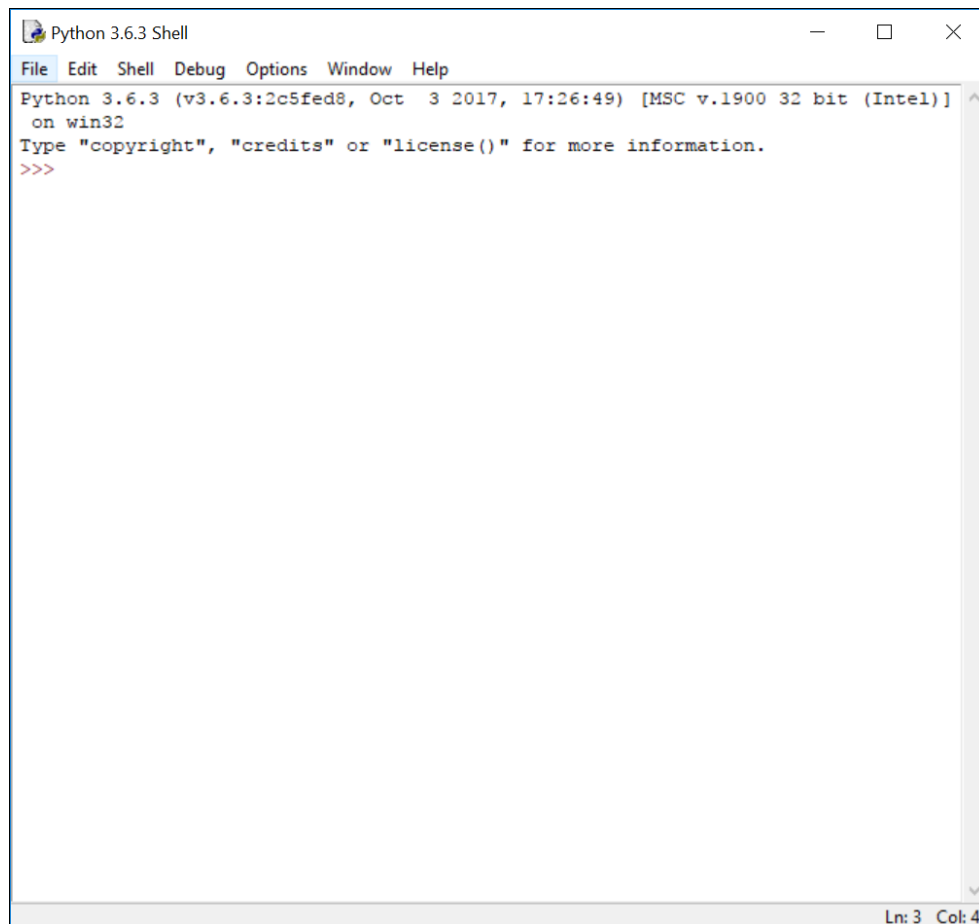 Python 3.6.3 Shell
File Edit Shell Debug Options Window Help
Python 3.6.3 (v3.6.3:2c5fed8, Oct  3 2017, 17:26:49) [MSC v.1900 32 bit (Intel)]
 on win32
Type "copyright", "credits" or "license()" for more information.
>>>
Ln: 3 Col: 4